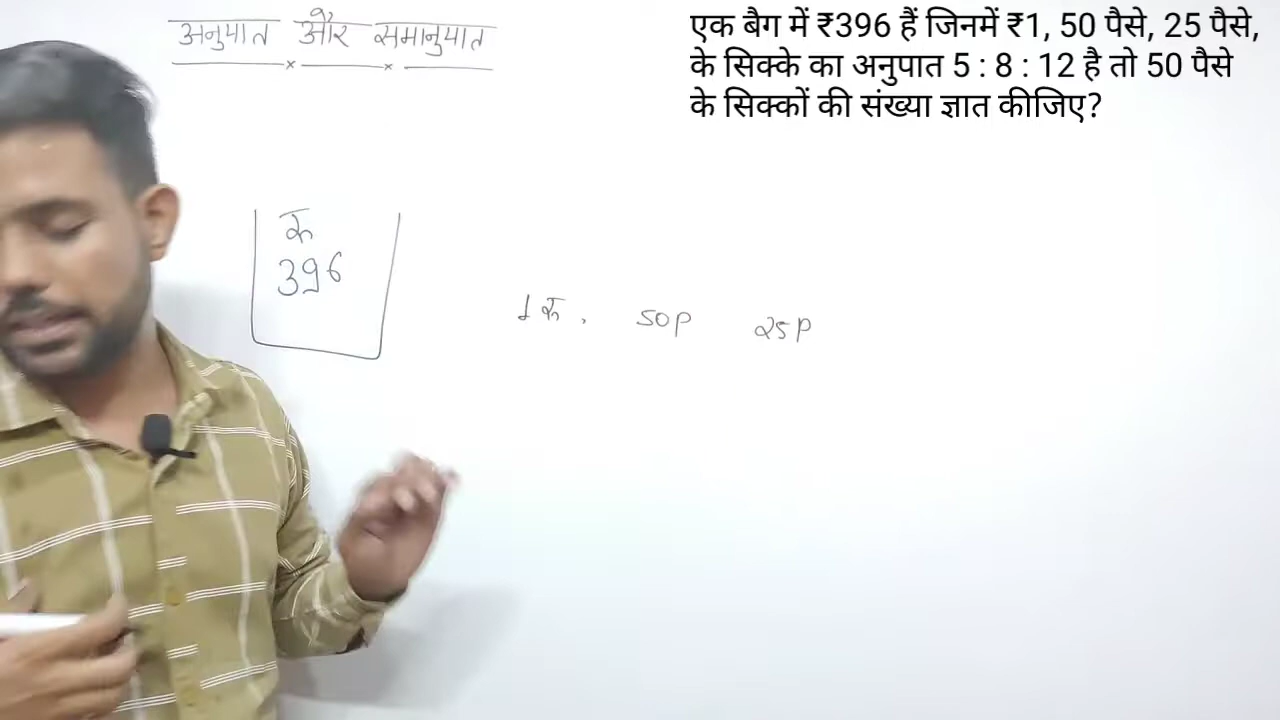 अनुपात और समानुपात
एक बैग में ₹396 हैं जिनमें ₹1, 50 पैसे, 25 पैसे,
के सिक्के का अनुपात 5 : 8 : 12 है तो 50 पैसे
के सिक्कों की संख्या ज्ञात कीजिए?
रू
396
1 रू. 50P 25P